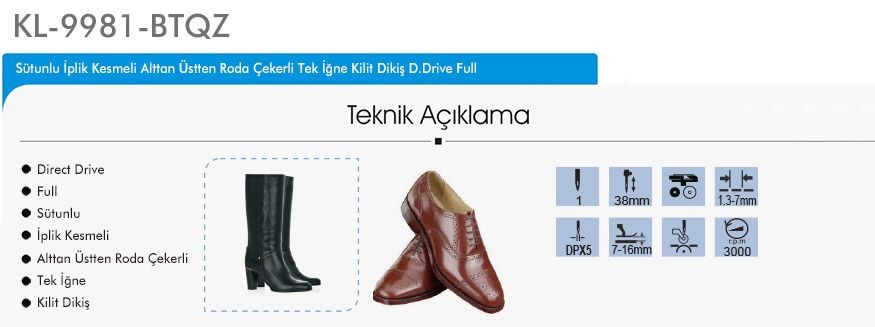 KL-9981-BTQZ
Sütunlu İplik Kesmeli Alttan Üstten Roda Çekerli Tek İğne Kilit Dikiş D.Drive Full
Teknik Açıklama
Direct Drive
Full
Sütunlu
İplik Kesmeli
Alttan Üstten Roda Çekerli
Tek İğne
Kilit Dikiş
1 38mm 1.3-7mm
DPX5 7-16mm r.p.m 3000